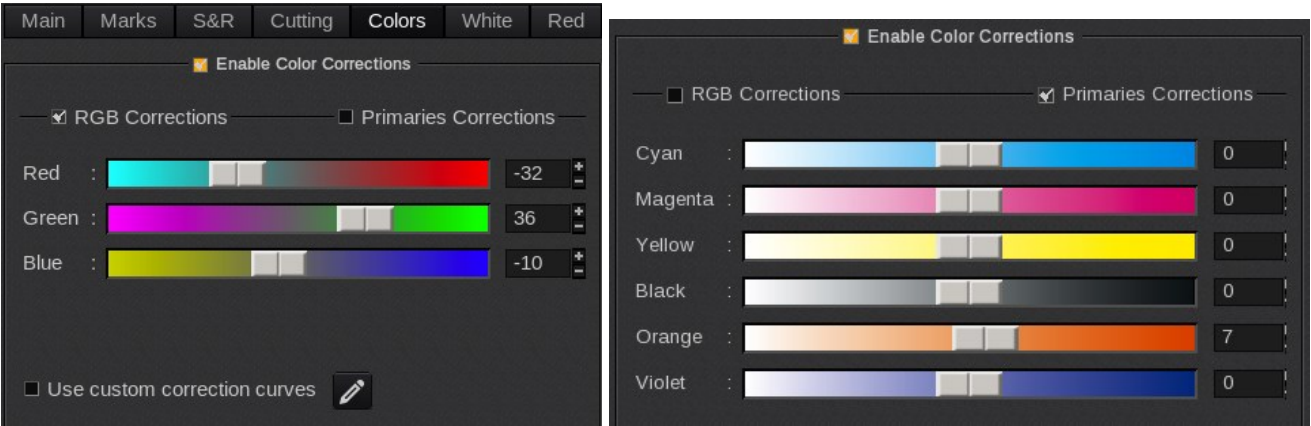 Main Marks S&R Cutting Colors White Red
Enable Color Corrections
RGB Corrections Primaries Corrections
Red : -32
Green : 36
Blue : -10
Use custom correction curves
Enable Color Corrections
RGB Corrections Primaries Corrections
Cyan : 0
Magenta : 0
Yellow : 0
Black : 0
Orange : 7
Violet : 0